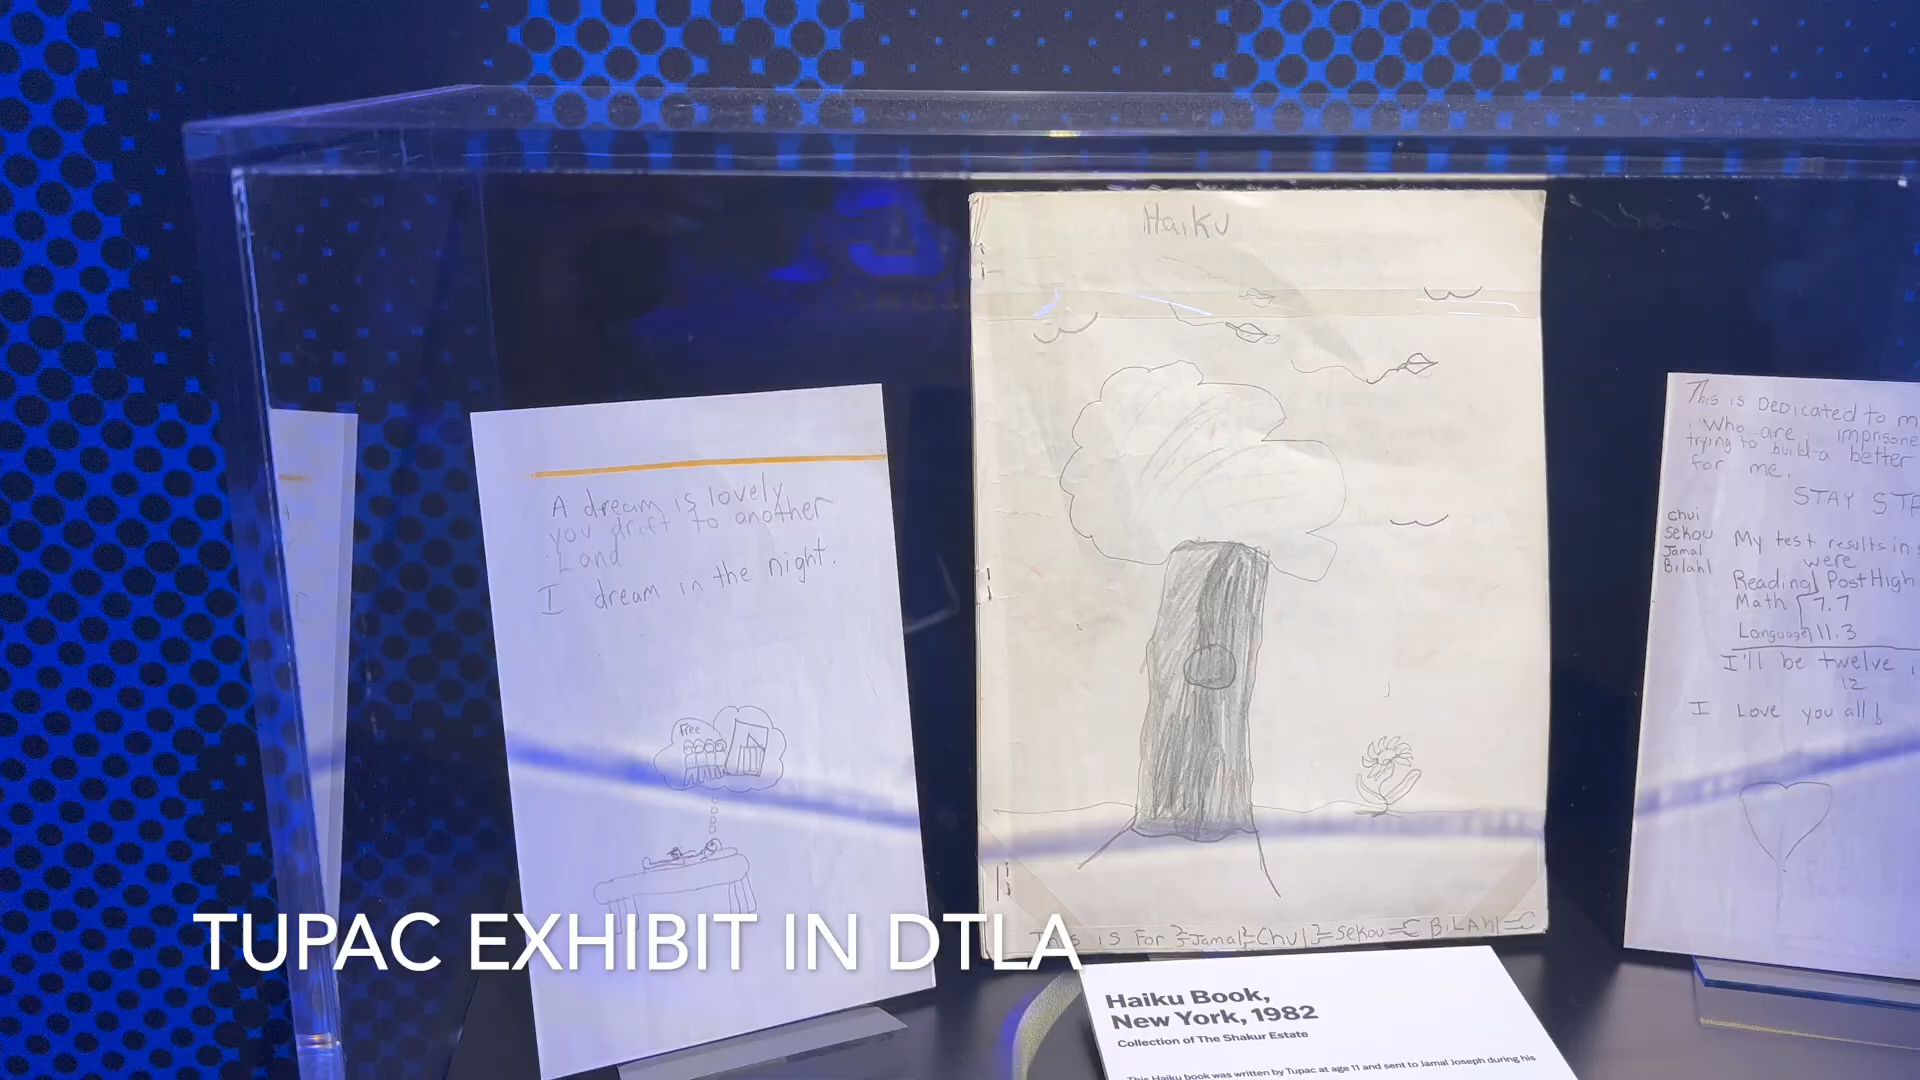 Haiku
A dream is lovely
you drift to another
Land
I dream in the night.
Free
This is for Jamal Chui Sekou BiLAHl
This is DEDicated to m
Who are imprisone
trying to build a better
for me.
STAY STR
chui
sekou
Jamal
Bilahl
My test results in
were
Reading Post High
Math 7.7
Language 11.3
I'll be twelve
12
I Love you all!
TUPAC EXHIBIT IN DTLA
Haiku Book,
New York, 1982
Collection of The Shakur Estate
This Haiku book was written by Tupac at age 11 and sent to Jamal Joseph during his